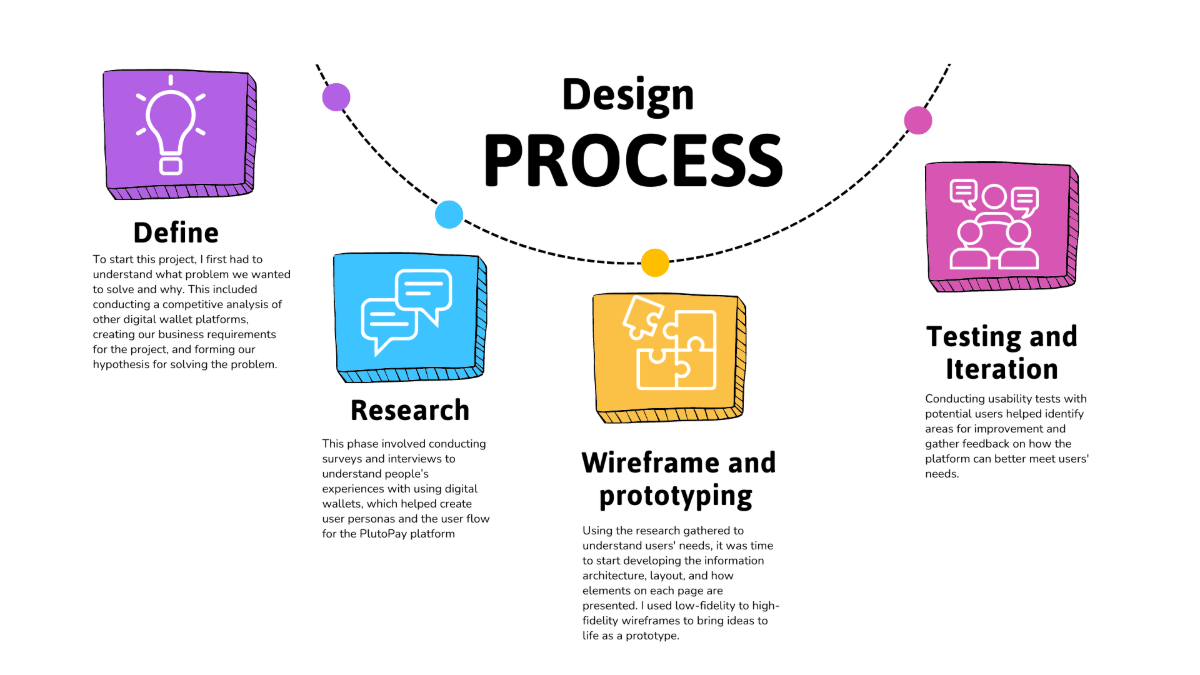 Design
PROCESS
Define
To start this project, I first had to
understand what problem we wanted
to solve and why. This included
conducting a competitive analysis of
other digital wallet platforms,
creating our business requirements
for the project, and forming our
hypothesis for solving the problem.
Research
This phase involved conducting
surveys and interviews to
understand people's
experiences with using digital
wallets, which helped create
user personas and the user flow
for the PlutoPay platform
Wireframe and
prototyping
Using the research gathered to
understand users' needs, it was time
to start developing the information
architecture, layout, and how
elements on each page are
presented. I used low-fidelity to high-
fidelity wireframes to bring ideas to
life as a prototype.
Testing and
Iteration
Conducting usability tests with
potential users helped identify
areas for improvement and
gather feedback on how the
platform can better meet users'
needs.